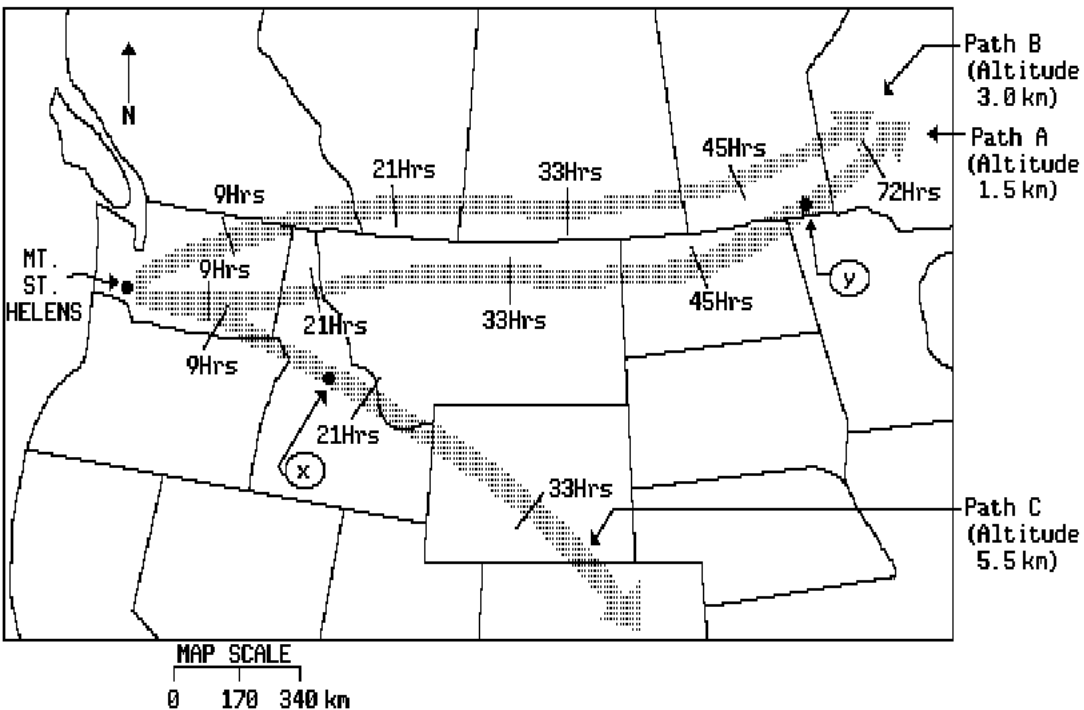 Path B
(Altitude
3.0 km)
N
Path A
(Altitude
1.5 km)
45Hrs
21Hrs
33Hrs
9Hrs
72Hrs
MT.
ST.
HELENS
9Hrs
y
45Hrs
21Hrs
33Hrs
9Hrs
21Hrs
x
33Hrs
Path C
(Altitude
5.5 km)
MAP SCALE
0 170 340 km